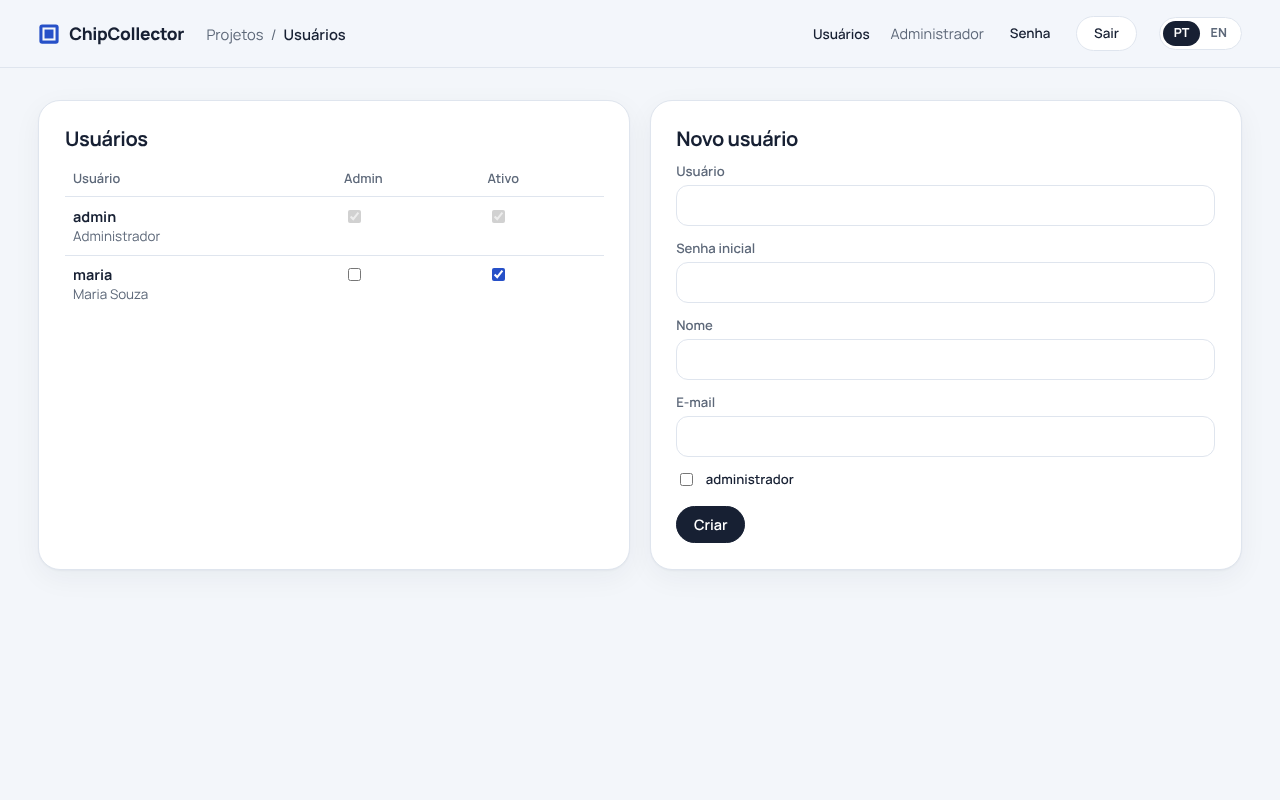 ChipCollector
Projetos / Usuários
Usuários
Administrador
Senha
Sair
PT
EN
Usuários
Usuário Admin Ativo
admin
Administrador
maria
Maria Souza
Novo usuário
Usuário
Senha inicial
Nome
E-mail
administrador
Criar